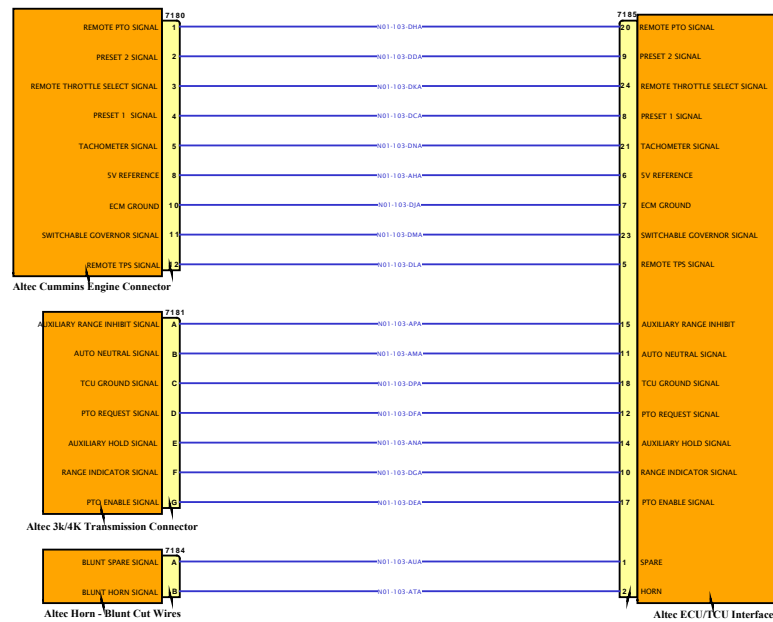 7180 7185
REMOTE PTO SIGNAL 1 N01-103-DHA 20 REMOTE PTO SIGNAL
PRESET 2 SIGNAL 2 N01-103-DDA 9 PRESET 2 SIGNAL
REMOTE THROTTLE SELECT SIGNAL 3 N01-103-DKA 24 REMOTE THROTTLE SELECT SIGNAL
PRESET 1 SIGNAL 4 N01-103-DCA 8 PRESET 1 SIGNAL
TACHOMETER SIGNAL 5 N01-103-DNA 21 TACHOMETER SIGNAL
5V REFERENCE 8 N01-103-AHA 6 5V REFERENCE
ECM GROUND 10 N01-103-DJA 7 ECM GROUND
SWITCHABLE GOVERNOR SIGNAL 11 N01-103-DMA 23 SWITCHABLE GOVERNOR SIGNAL
REMOTE TPS SIGNAL 12 N01-103-DLA 5 REMOTE TPS SIGNAL
Altec Cummins Engine Connector
7181
AUXILIARY RANGE INHIBIT SIGNAL A N01-103-APA 15 AUXILIARY RANGE INHIBIT
AUTO NEUTRAL SIGNAL B N01-103-AMA 11 AUTO NEUTRAL SIGNAL
TCU GROUND SIGNAL C N01-103-DPA 18 TCU GROUND SIGNAL
PTO REQUEST SIGNAL D N01-103-DFA 12 PTO REQUEST SIGNAL
AUXILIARY HOLD SIGNAL E N01-103-ANA 14 AUXILIARY HOLD SIGNAL
RANGE INDICATOR SIGNAL F N01-103-DGA 10 RANGE INDICATOR SIGNAL
PTO ENABLE SIGNAL G N01-103-DEA 17 PTO ENABLE SIGNAL
Altec 3k/4K Transmission Connector
7184
BLUNT SPARE SIGNAL A N01-103-AUA 1 SPARE
BLUNT HORN SIGNAL B N01-103-ATA 2 HORN
Altec Horn - Blunt Cut Wires Altec ECU/TCU Interface